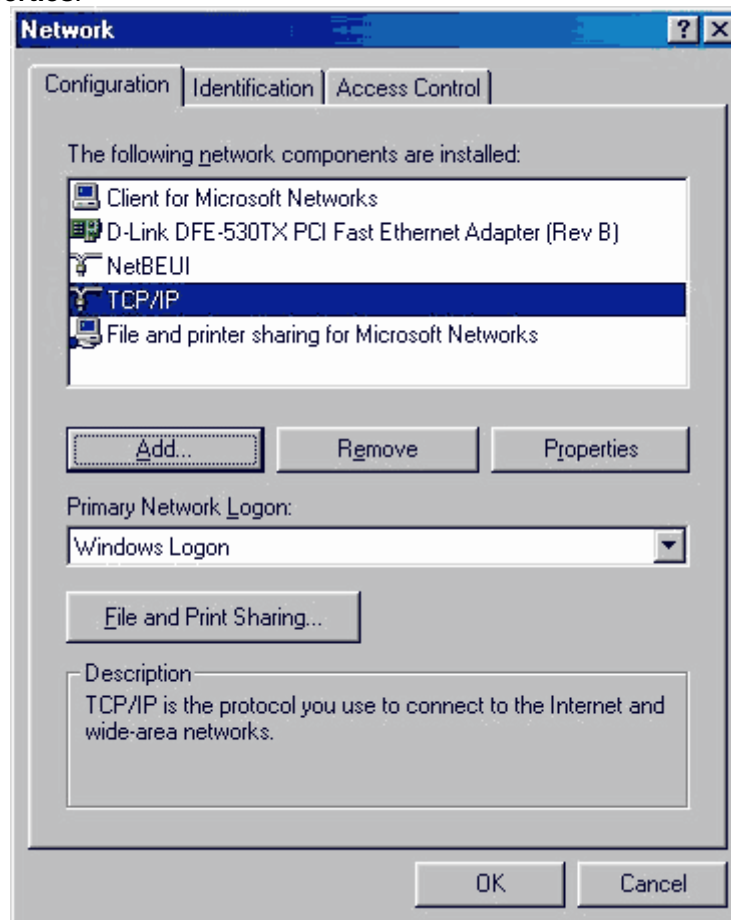 Network
Configuration Identification Access Control
The following network components are installed:
Client for Microsoft Networks
D-Link DFE-530TX PCI Fast Ethernet Adapter (Rev B)
NetBEUI
TCP/IP
File and printer sharing for Microsoft Networks
Add... Remove Properties
Primary Network Logon:
Windows Logon
File and Print Sharing...
Description
TCP/IP is the protocol you use to connect to the Internet and
wide-area networks.
OK Cancel